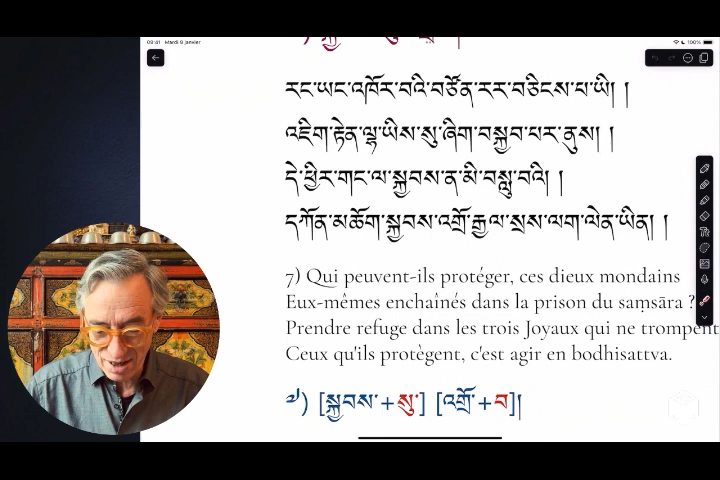 09:41 Mardi 9 janvier
100%
རང་ཡང་འཁོར་བའི་བཙོན་རར་བཅིངས་པ་ཡི། །
འཇིག་རྟེན་ལྷ་ཡིས་སུ་ཞིག་བསྐྱབ་པར་ནུས། །
དེ་ཕྱིར་གང་ལ་སྐྱབས་ན་མི་བསླུ་བའི། །
དཀོན་མཆོག་སྐྱབས་འགྲོ་རྒྱལ་སྲས་ལག་ལེན་ཡིན། །
7) Qui peuvent-ils protéger, ces dieux mondains
Eux-mêmes enchaînés dans la prison du saṃsāra ?
Prendre refuge dans les trois Joyaux qui ne trompent
Ceux qu'ils protègent, c'est agir en bodhisattva.
༧) [སྐྱབས་+སུ་] [འགྲོ་+བ]།